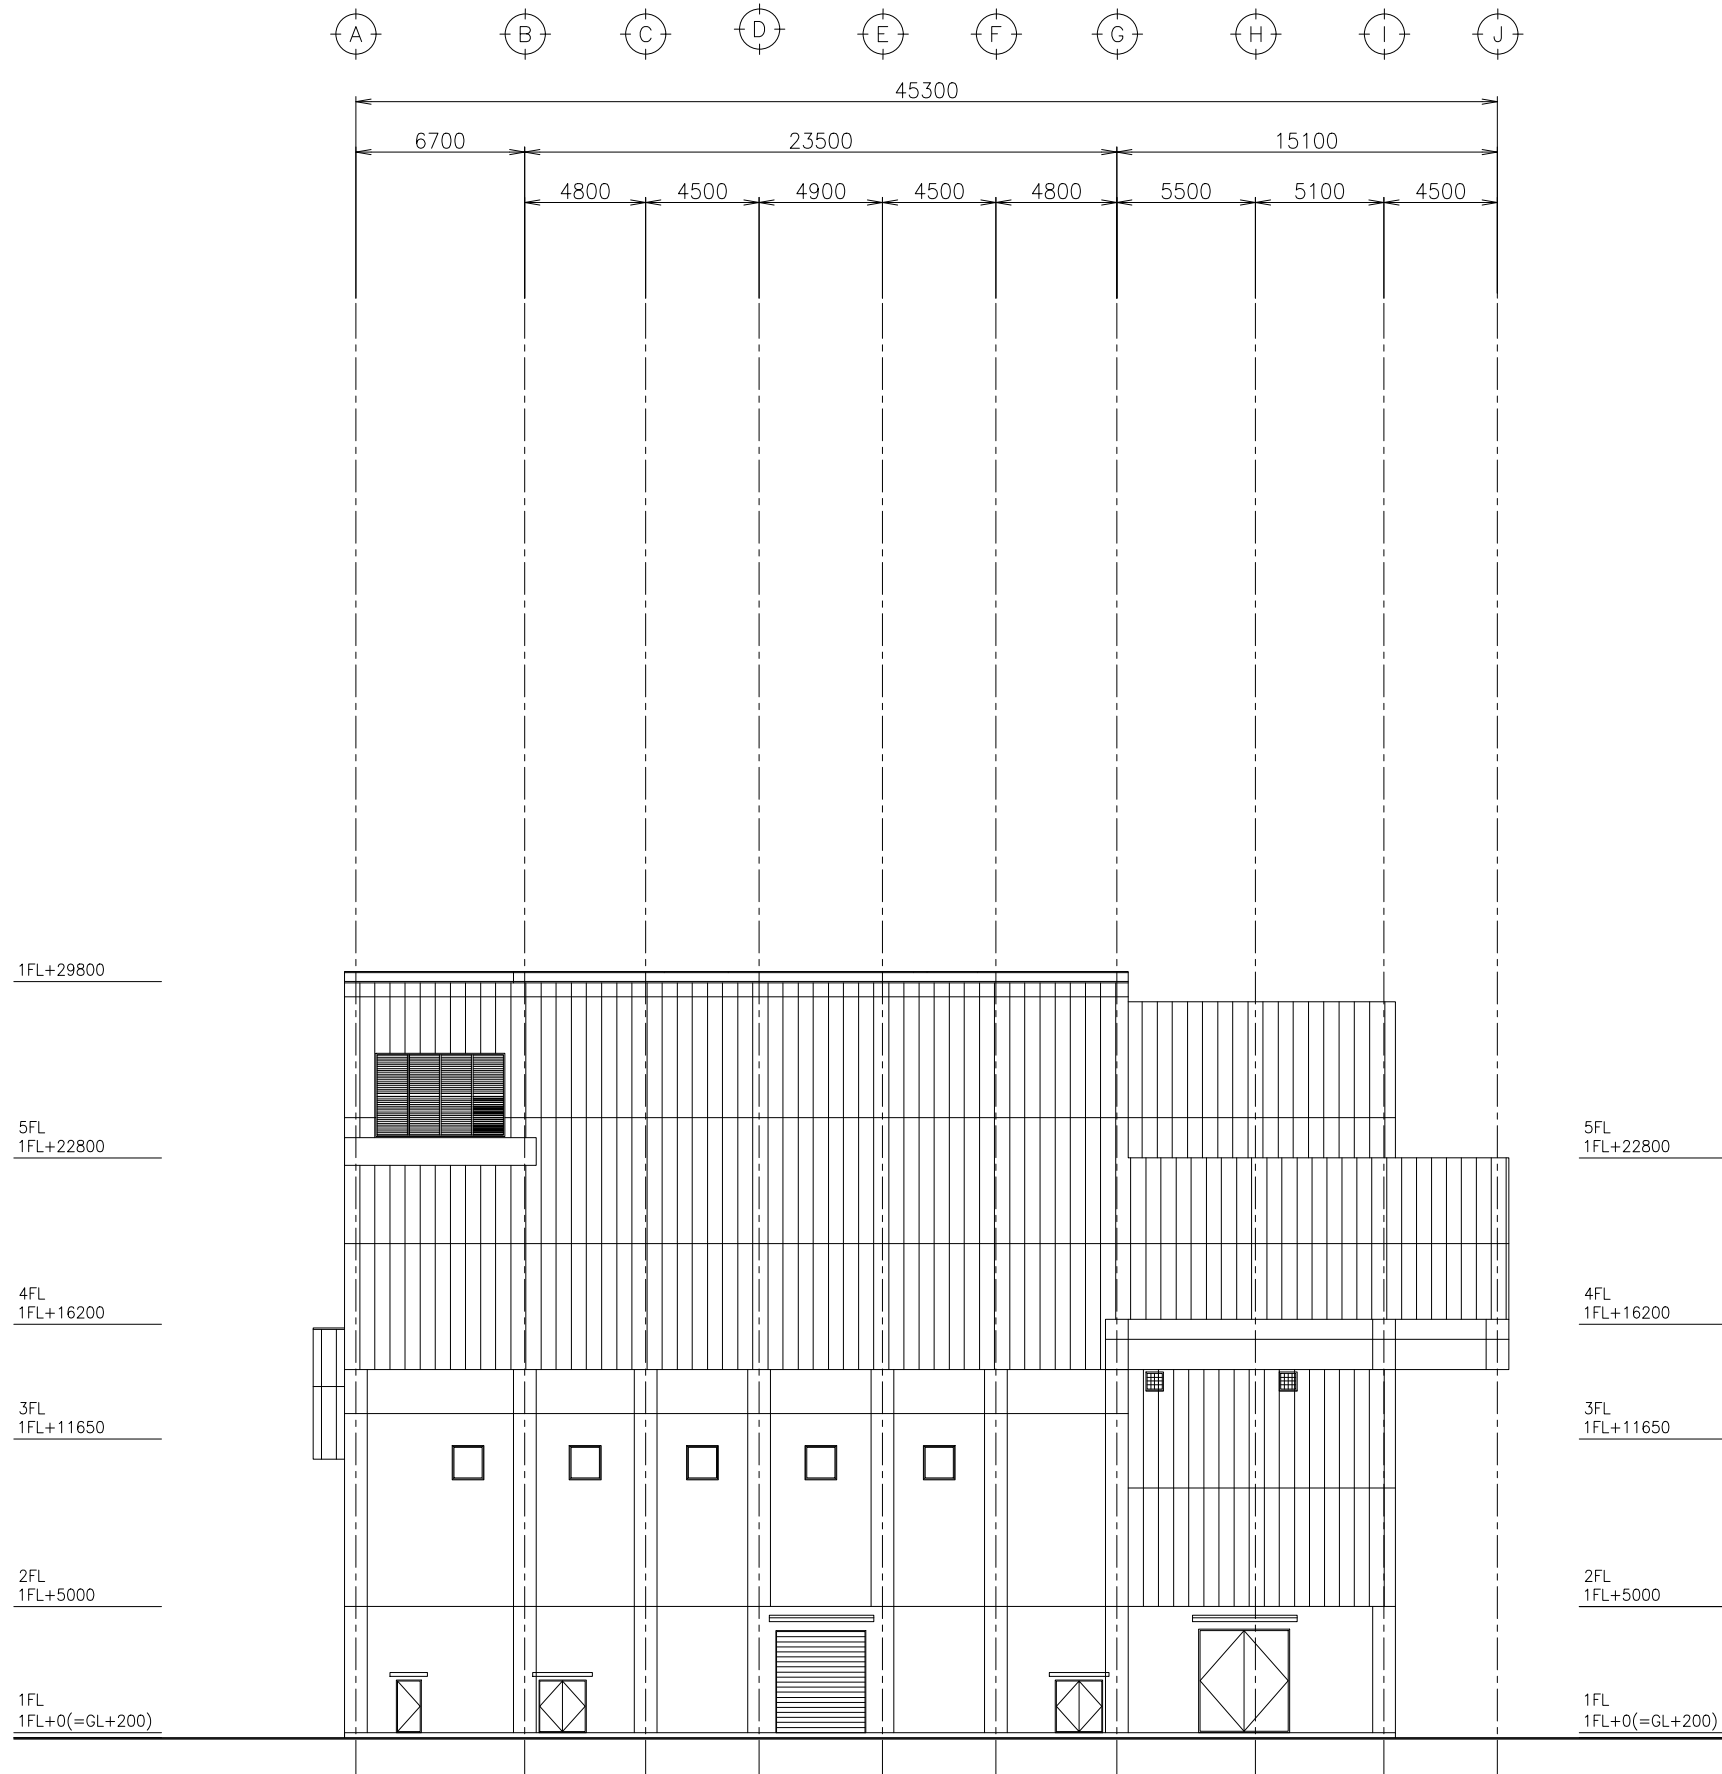 A B C D E F G H I J
45300
6700 23500 15100
4800 4500 4900 4500 4800 5500 5100 4500
1FL+29800
5FL
1FL+22800
5FL
1FL+22800
4FL
1FL+16200
4FL
1FL+16200
3FL
1FL+11650
3FL
1FL+11650
2FL
1FL+5000
2FL
1FL+5000
1FL
1FL+0(=GL+200)
1FL
1FL+0(=GL+200)